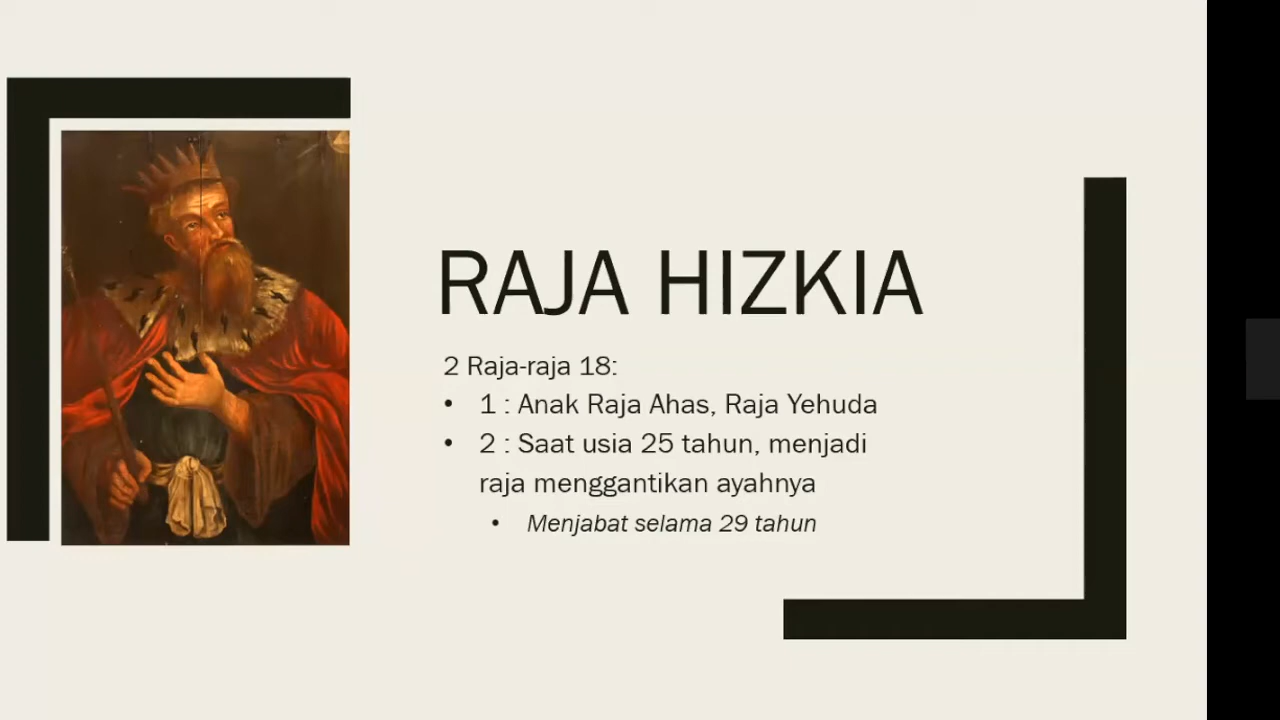 RAJA HIZKIA
2 Raja-raja 18:
• 1 : Anak Raja Ahas, Raja Yehuda
• 2 : Saat usia 25 tahun, menjadi
raja menggantikan ayahnya
• Menjabat selama 29 tahun